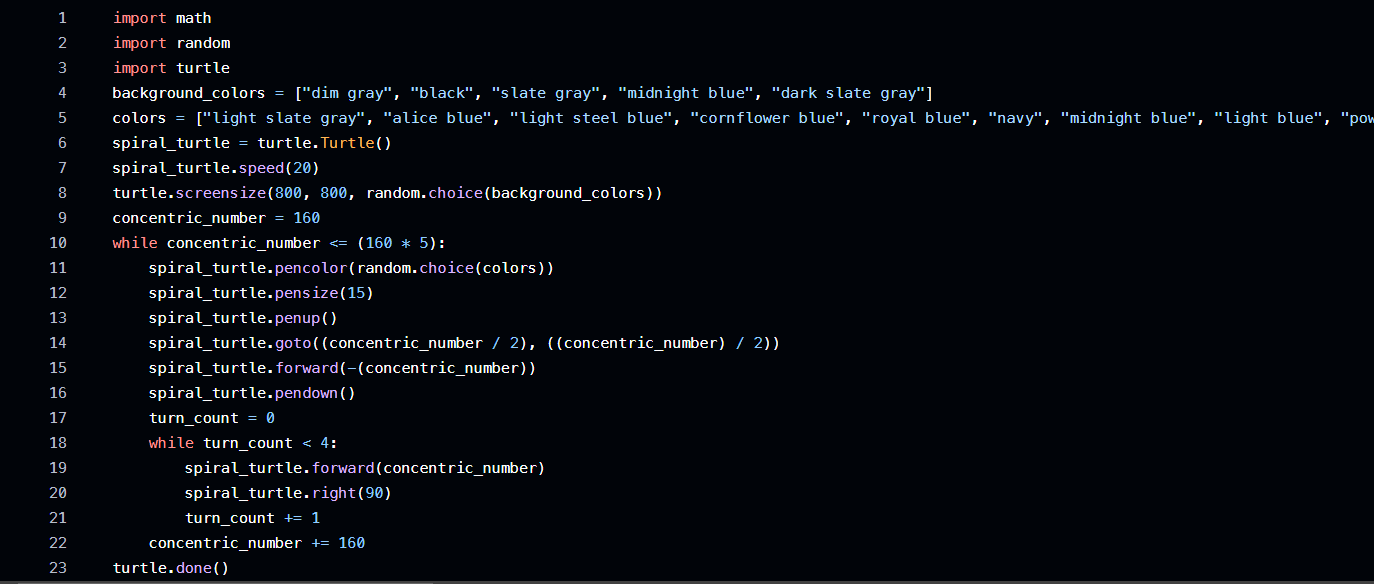 1 import math
2 import random
3 import turtle
4 background_colors = ["dim gray", "black", "slate gray", "midnight blue", "dark slate gray"]
5 colors = ["light slate gray", "alice blue", "light steel blue", "cornflower blue", "royal blue", "navy", "midnight blue", "light blue", "pow
6 spiral_turtle = turtle.Turtle()
7 spiral_turtle.speed(20)
8 turtle.screensize(800, 800, random.choice(background_colors))
9 concentric_number = 160
10 while concentric_number <= (160 * 5):
11     spiral_turtle.pencolor(random.choice(colors))
12     spiral_turtle.pensize(15)
13     spiral_turtle.penup()
14     spiral_turtle.goto((concentric_number / 2), ((concentric_number) / 2))
15     spiral_turtle.forward(-(concentric_number))
16     spiral_turtle.pendown()
17     turn_count = 0
18     while turn_count < 4:
19         spiral_turtle.forward(concentric_number)
20         spiral_turtle.right(90)
21         turn_count += 1
22     concentric_number += 160
23 turtle.done()